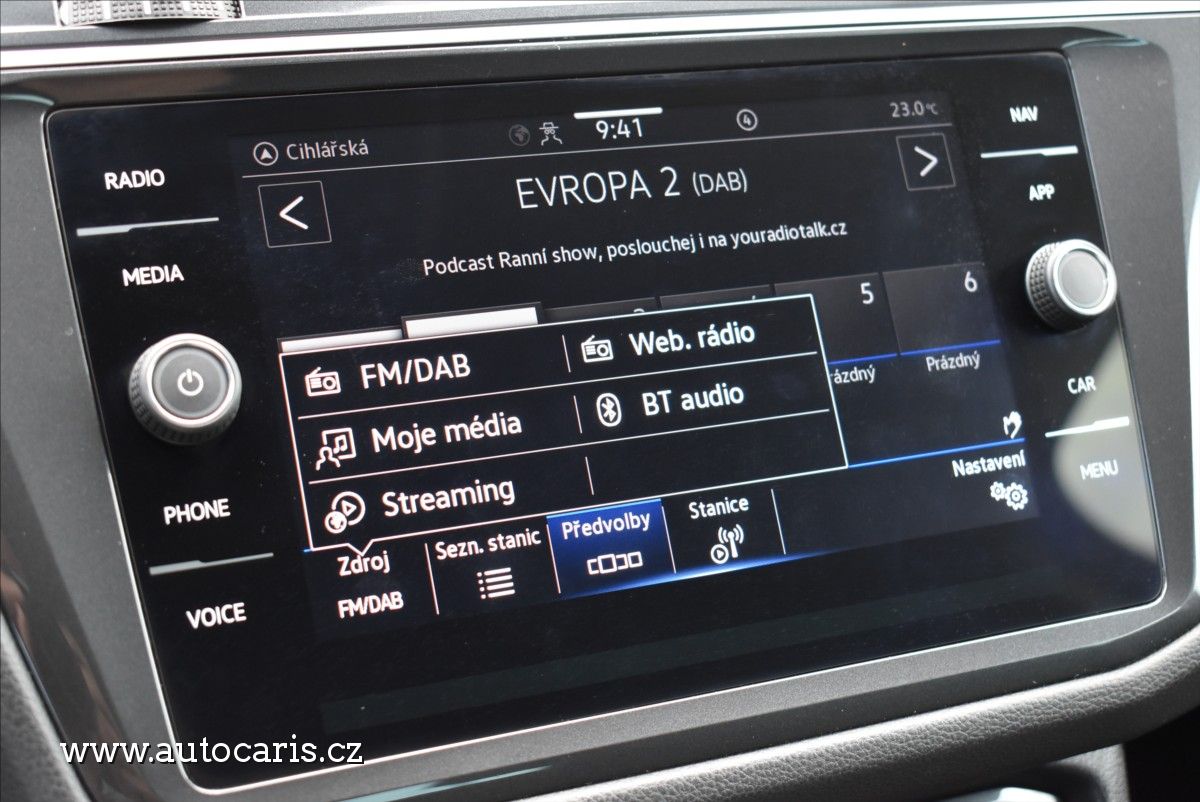 RADIO
MEDIA
PHONE
VOICE
Cihlářská
9:41
4
23.0°C
EVROPA 2 (DAB)
Podcast Ranní show, poslouchej i na youradiotalk.cz
5
6
Prázdný
FM/DAB
Web. rádio
Moje média
BT audio
Streaming
Zdroj
FM/DAB
Sezn. stanic
Předvolby
Stanice
Nastavení
NAV
APP
CAR
MENU
www.autocaris.cz